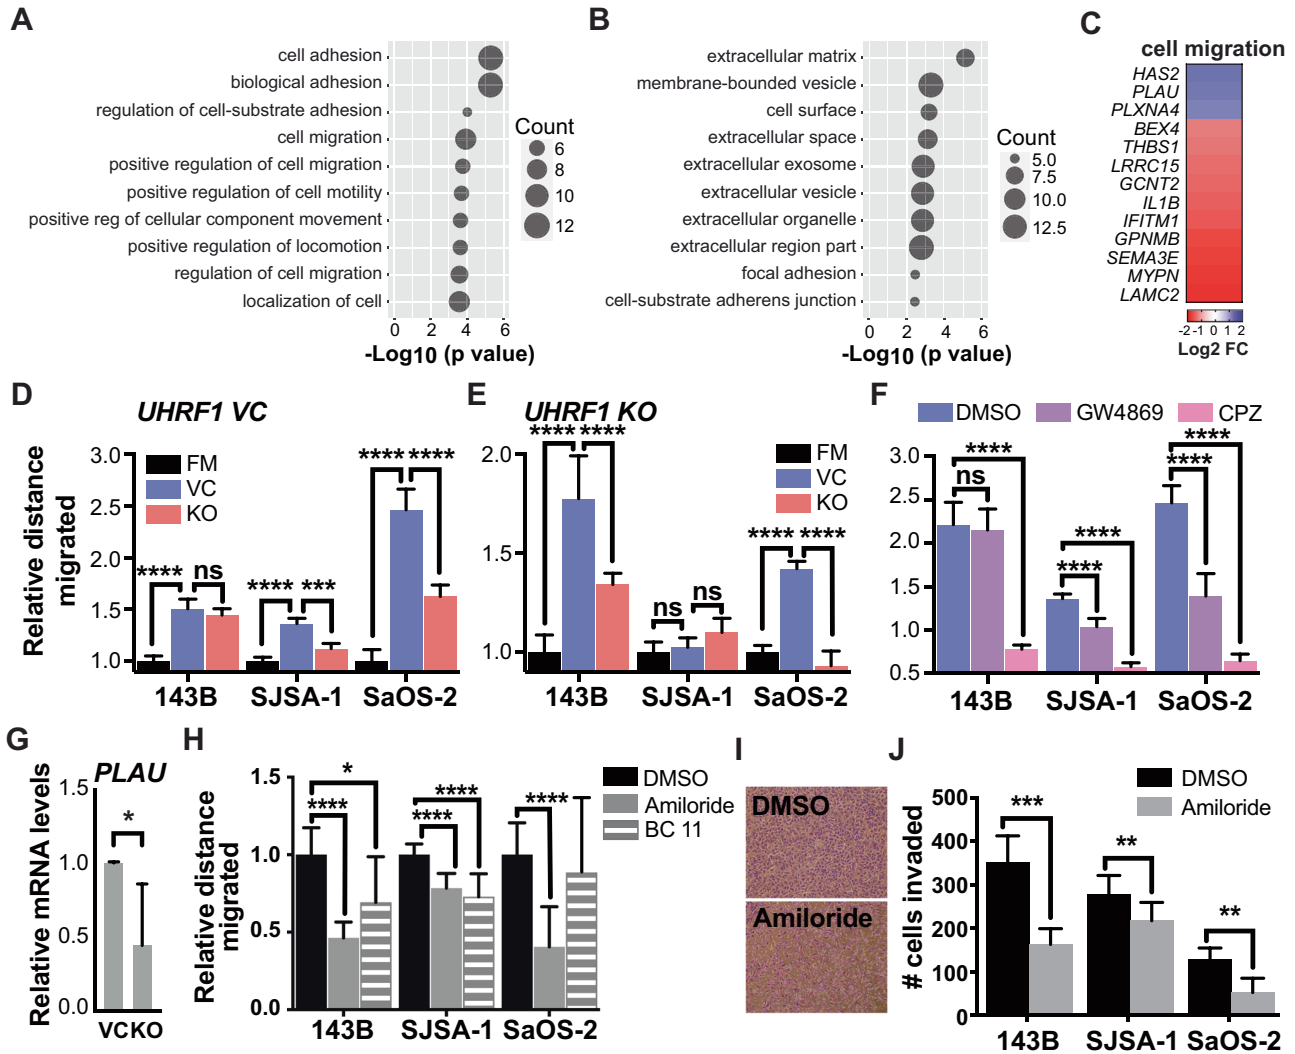 A
cell adhesion
biological adhesion
regulation of cell-substrate adhesion
cell migration
positive regulation of cell migration
positive regulation of cell motility
positive reg of cellular component movement
positive regulation of locomotion
regulation of cell migration
localization of cell
0 2 4 6
-Log10 (p value)
Count
6
8
10
12
B
extracellular matrix
membrane-bounded vesicle
cell surface
extracellular space
extracellular exosome
extracellular vesicle
extracellular organelle
extracellular region part
focal adhesion
cell-substrate adherens junction
0 2 4 6
-Log10 (p value)
Count
5.0
7.5
10.0
12.5
C
cell migration
HAS2
PLAU
PLXNA4
BEX4
THBS1
LRRC15
GCNT2
IL1B
IFITM1
GPNMB
SEMA3E
MYPN
LAMC2
-2 -1 0 1 2
Log2 FC
D
UHRF1 VC
Relative distance
migrated
3.0
2.5
2.0
1.5
1.0
FM
VC
KO
**** ns
**** ***
**** ****
143B SJSA-1 SaOS-2
E
UHRF1 KO
2.0
1.5
1.0
FM
VC
KO
**** ****
ns ns
**** ****
143B SJSA-1 SaOS-2
F
DMSO GW4869 CPZ
3.0
2.5
2.0
1.5
1.0
0.5
****
ns
****
****
****
****
143B SJSA-1 SaOS-2
G
PLAU
Relative mRNA levels
1.5
1.0
0.5
0.0
*
VC KO
H
Relative distance
migrated
1.5
1.0
0.5
0.0
DMSO
Amiloride
BC 11
*
****
****
****
****
143B SJSA-1 SaOS-2
I
DMSO
Amiloride
J
# cells invaded
500
400
300
200
100
0
DMSO
Amiloride
***
**
**
143B SJSA-1 SaOS-2